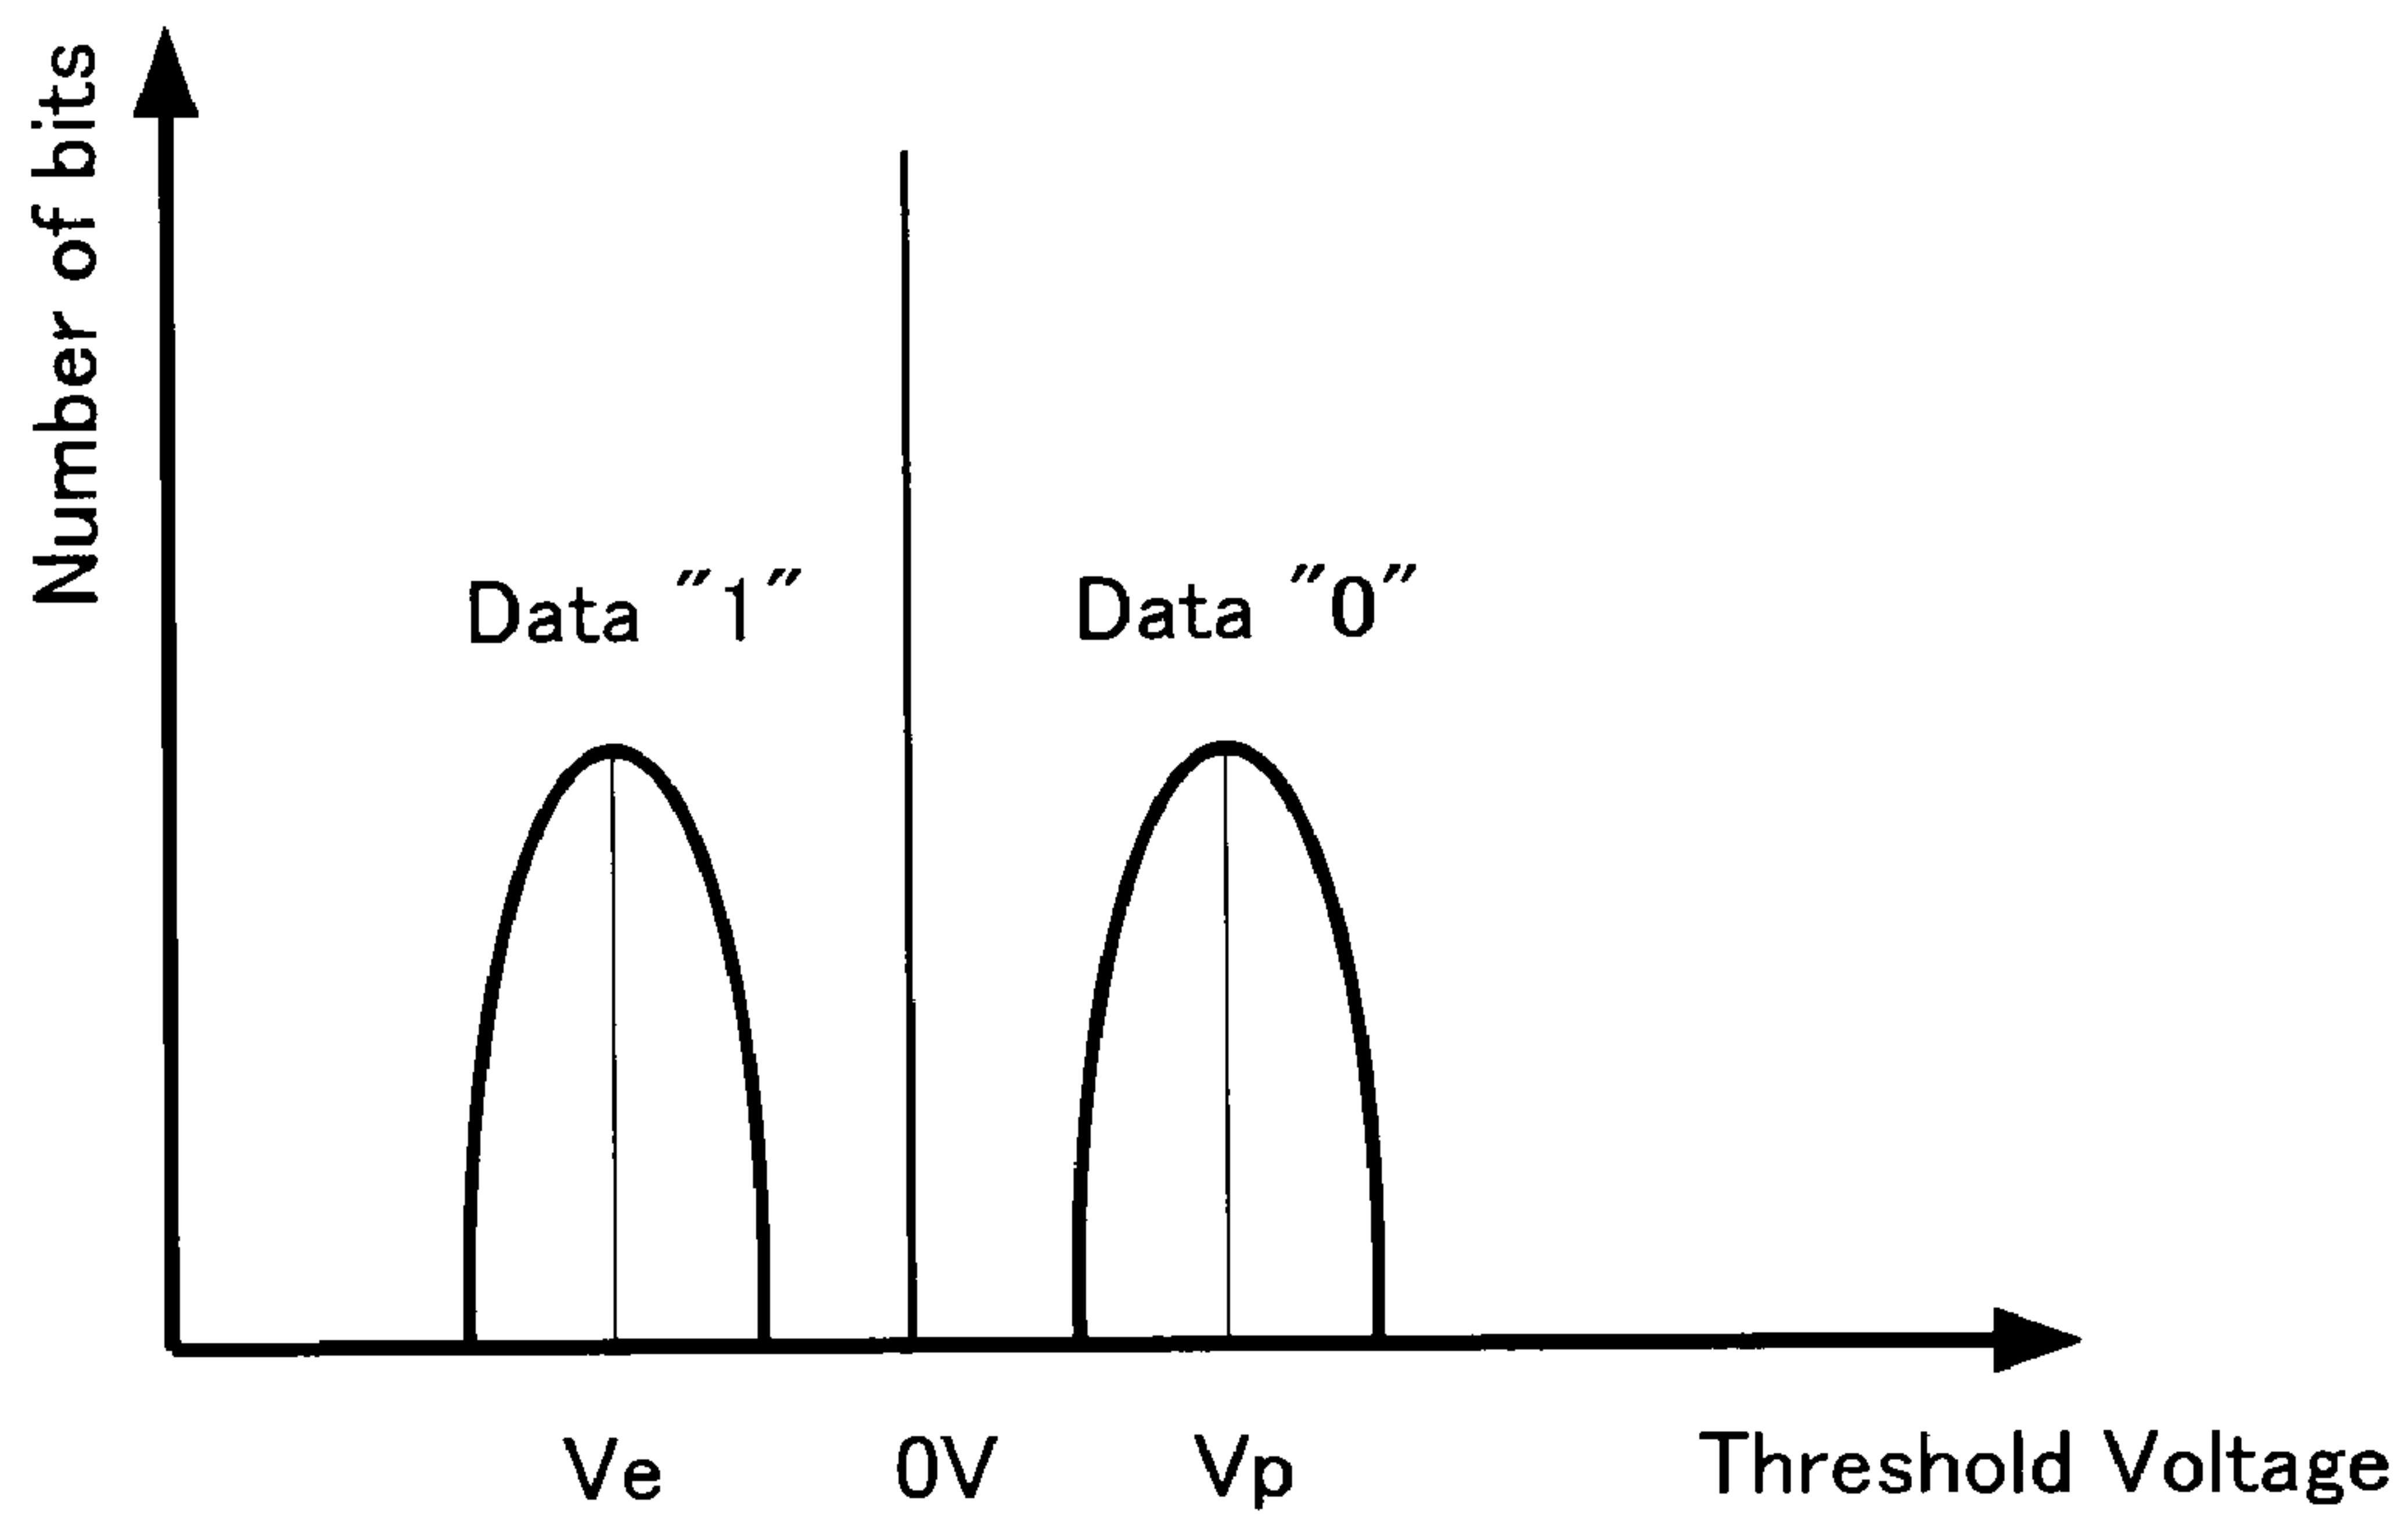 Number of bits
Data "1"
Data "0"
Ve
0V
Vp
Threshold Voltage